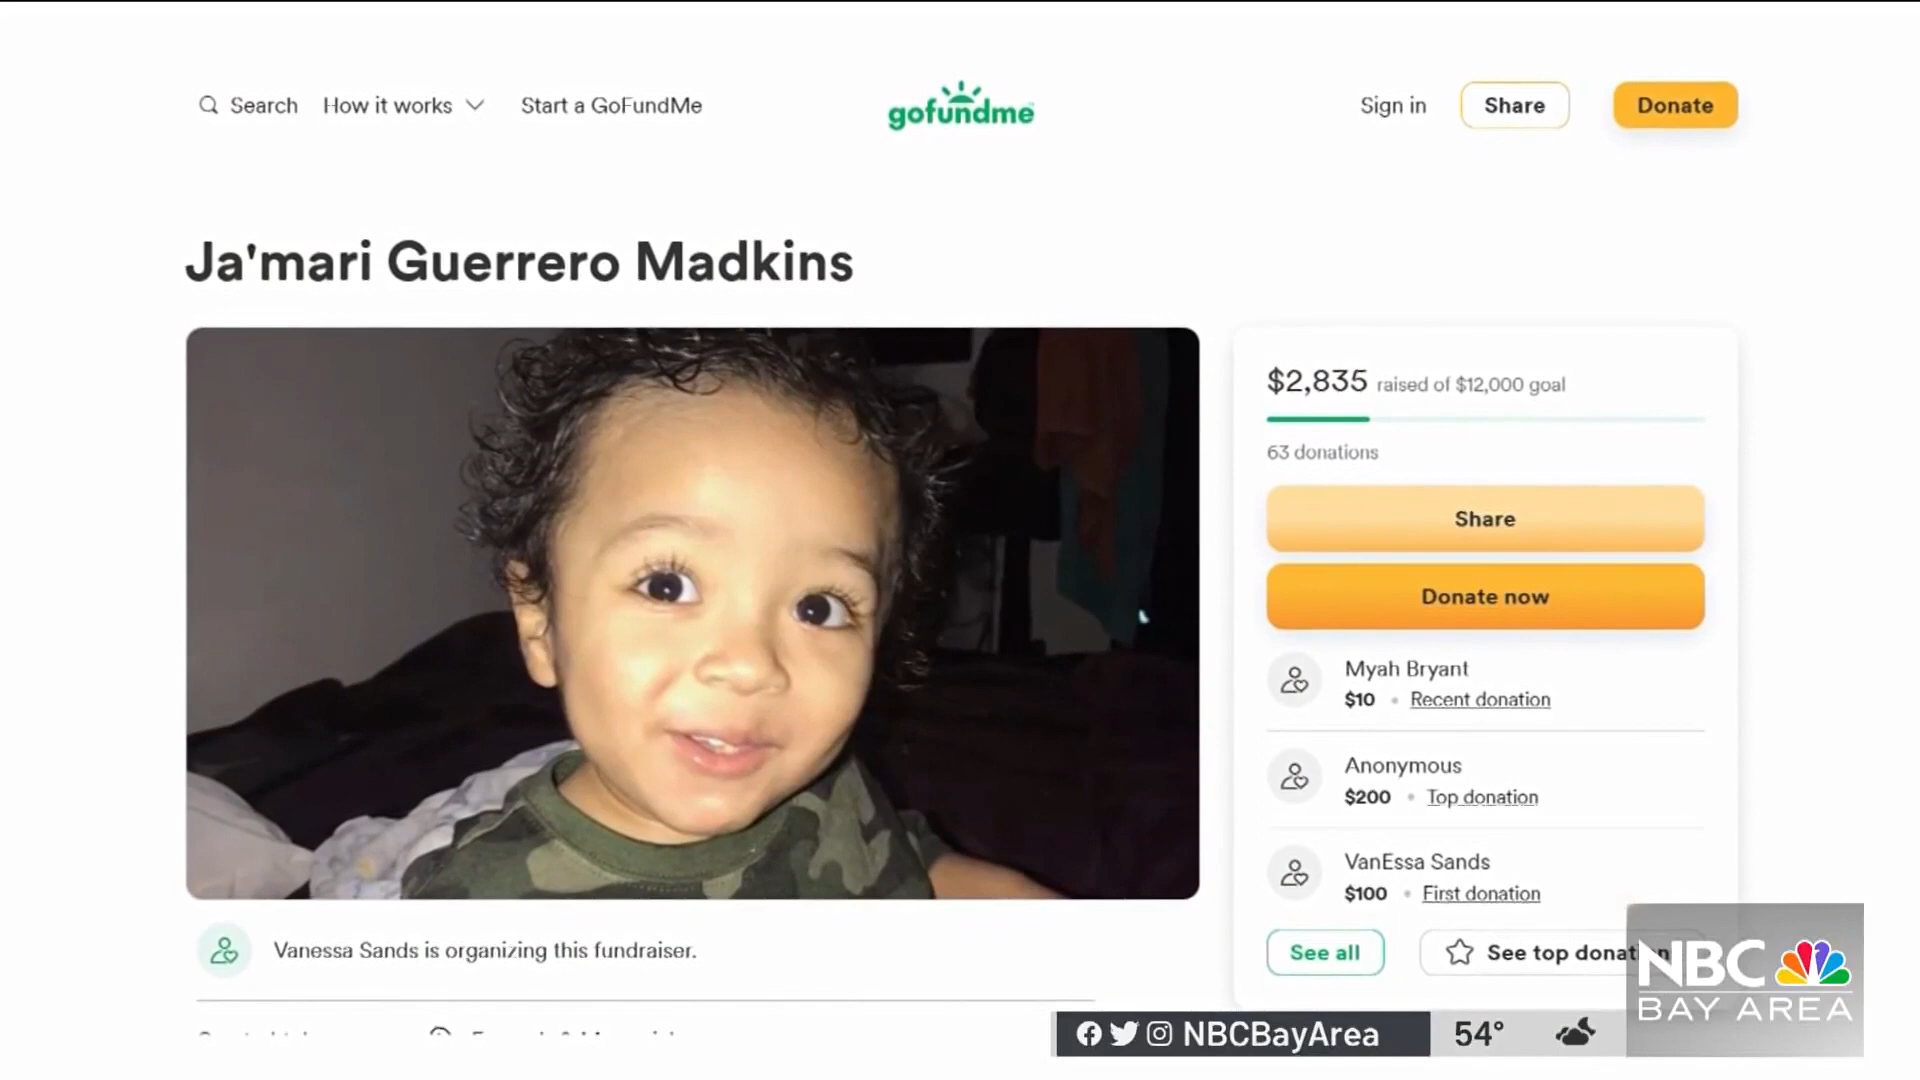 Search How it works Start a GoFundMe
gofundme
Sign in Share Donate
Ja'mari Guerrero Madkins
$2,835 raised of $12,000 goal
63 donations
Share
Donate now
Myah Bryant
$10 • Recent donation
Anonymous
$200 • Top donation
VanEssa Sands
$100 • First donation
See all
See top donat
Vanessa Sands is organizing this fundraiser.
NBC
BAY AREA
NBCBayArea
54°